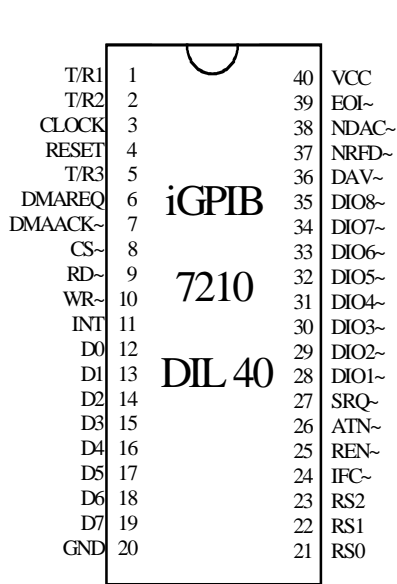 T/R1 1 40 VCC
T/R2 2 39 EOI~
CLOCK 3 38 NDAC~
RESET 4 37 NRFD~
T/R3 5 36 DAV~
DMAREQ 6 35 DIO8~
DMAACK~ 7 34 DIO7~
CS~ 8 33 DIO6~
RD~ 9 32 DIO5~
WR~ 10 31 DIO4~
INT 11 30 DIO3~
D0 12 29 DIO2~
D1 13 28 DIO1~
D2 14 27 SRQ~
D3 15 26 ATN~
D4 16 25 REN~
D5 17 24 IFC~
D6 18 23 RS2
D7 19 22 RS1
GND 20 21 RS0
iGPIB
7210
DIL 40